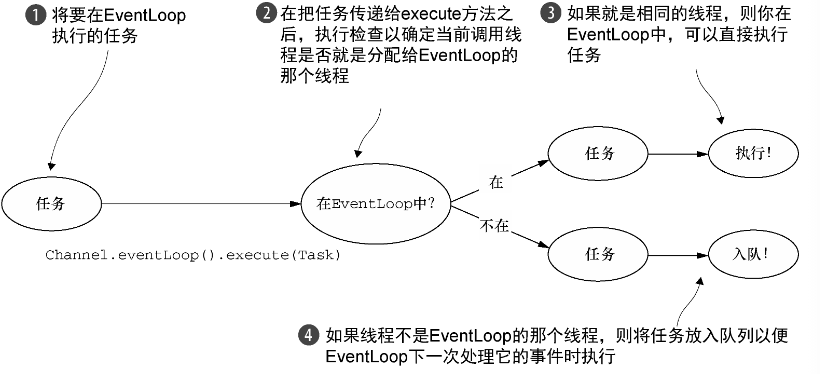 ❶ 将要在EventLoop
执行的任务
❷ 在把任务传递给execute方法之
后，执行检查以确定当前调用线
程是否就是分配给EventLoop的
那个线程
❸ 如果就是相同的线程，则你在
EventLoop中，可以直接执行
任务
任务
Channel.eventLoop().execute(Task)
在EventLoop中?
在
任务
执行!
不在
任务
入队!
❹ 如果线程不是EventLoop的那个线程，则将任务放入队列以便
EventLoop下一次处理它的事件时执行